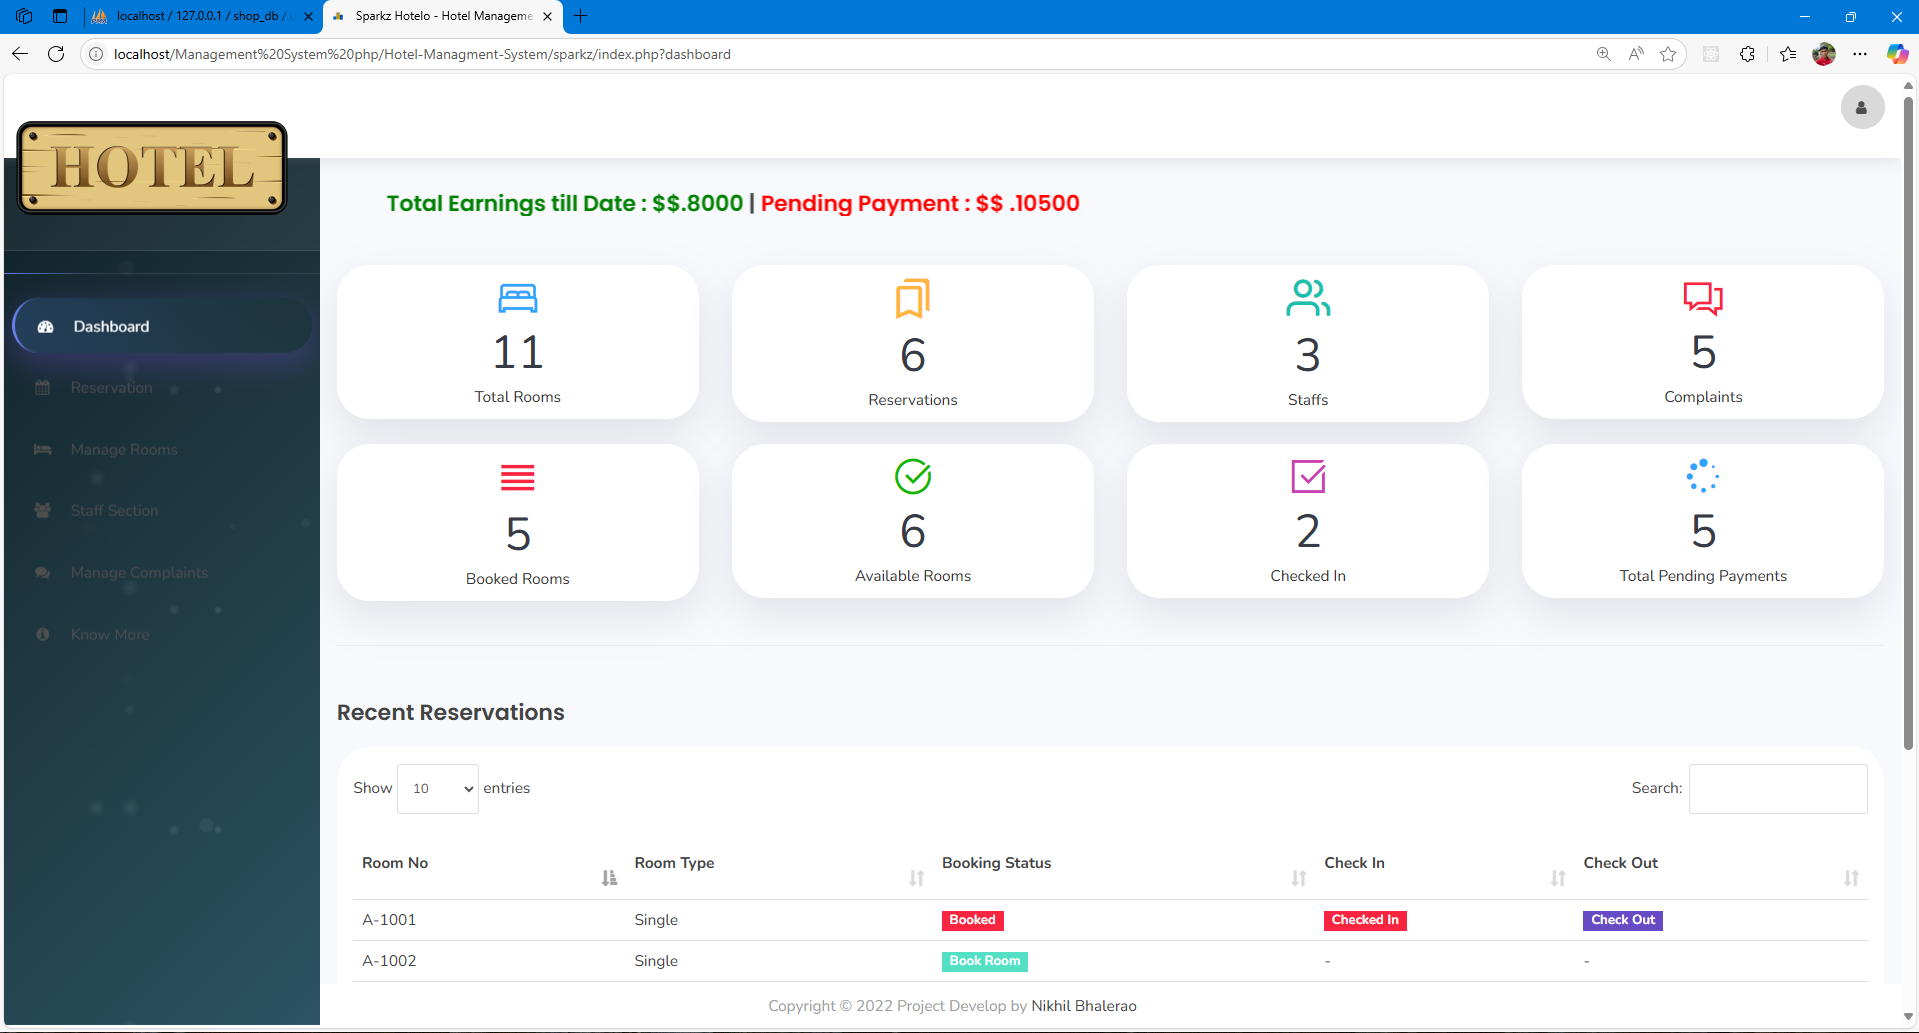 localhost / 127.0.0.1 / shop_db /
Sparkz Hotelo - Hotel Manageme
localhost/Management%20System%20php/Hotel-Managment-System/sparkz/index.php?dashboard
HOTEL
Total Earnings till Date : $$.8000 | Pending Payment : $$ .10500
Dashboard
Reservation
Manage Rooms
Staff Section
Manage Complaints
Know More
11
Total Rooms
6
Reservations
3
Staffs
5
Complaints
5
Booked Rooms
6
Available Rooms
2
Checked In
5
Total Pending Payments
Recent Reservations
Show 10 entries
Search:
Room No Room Type Booking Status Check In Check Out
A-1001 Single Booked Checked In Check Out
A-1002 Single Book Room - -
Copyright © 2022 Project Develop by Nikhil Bhalerao